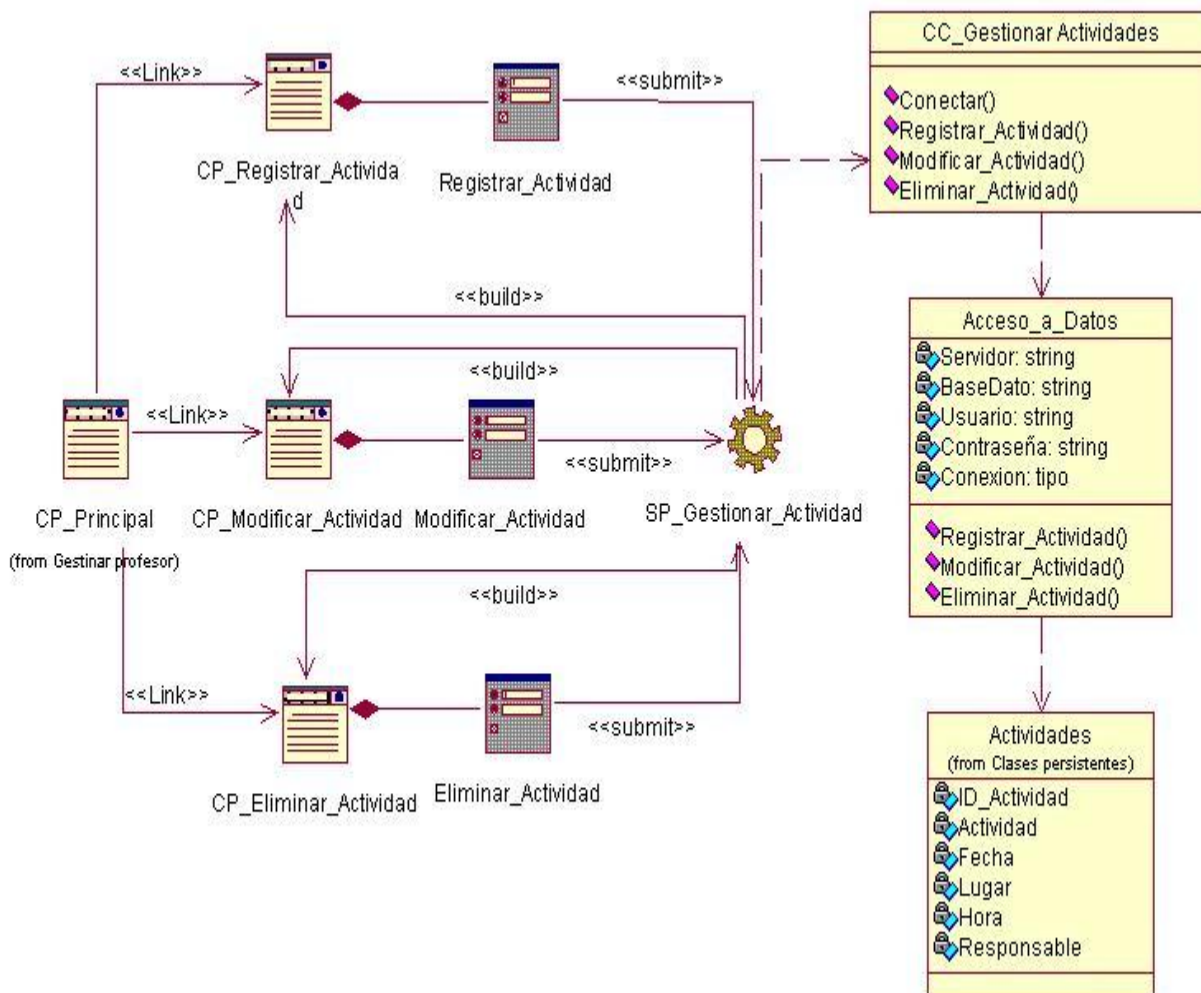 CC_Gestionar Actividades
Conectar()
Registrar_Actividad()
Modificar_Actividad()
Eliminar_Actividad()
<<Link>>
<<submit>>
CP_Registrar_Activida
d
Registrar_Actividad
<<build>>
<<build>>
<<Link>>
<<submit>>
CP_Principal
(from Gestinar profesor)
CP_Modificar_Actividad
Modificar_Actividad
SP_Gestionar_Actividad
Acceso_a_Datos
Servidor: string
BaseDato: string
Usuario: string
Contraseña: string
Conexion: tipo
Registrar_Actividad()
Modificar_Actividad()
Eliminar_Actividad()
<<build>>
<<Link>>
<<submit>>
CP_Eliminar_Actividad
Eliminar_Actividad
Actividades
(from Clases persistentes)
ID_Actividad
Actividad
Fecha
Lugar
Hora
Responsable